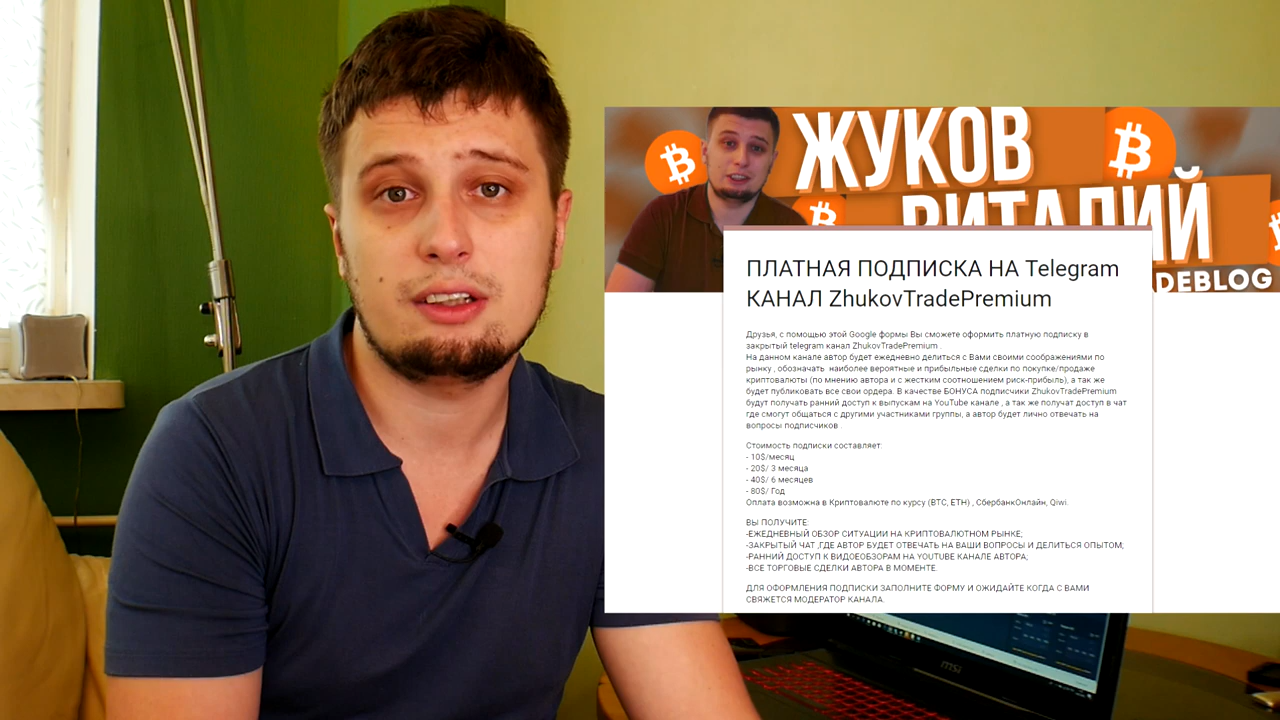 ЖУКОВ
ВИТАЛИЙ
ADEBLOG
ПЛАТНАЯ ПОДПИСКА НА Telegram
КАНАЛ ZhukovTradePremium
Друзья, с помощью этой Google формы Вы сможете оформить платную подписку в
закрытый telegram канал ZhukovTradePremium .
На данном канале автор будет ежедневно делиться с Вами своими соображениями по
рынку , обозначать наиболее вероятные и прибыльные сделки по покупке/продаже
криптовалюты (по мнению автора и с жестким соотношением риск-прибыль), а так же
будет публиковать все свои ордера. В качестве БОНУСА подписчики ZhukovTradePremium
будут получать ранний доступ к выпускам на YouTube канале , а так же получат доступ в чат
где смогут общаться с другими участниками группы, а автор будет лично отвечать на
вопросы подписчиков .
Стоимость подписки составляет:
- 10$/месяц
- 20$/ 3 месяца
- 40$/ 6 месяцев
- 80$/ Год
Оплата возможна в Криптовалюте по курсу (BTC, ETH) , СбербанкОнлайн, Qiwi.
ВЫ ПОЛУЧИТЕ:
-ЕЖЕДНЕВНЫЙ ОБЗОР СИТУАЦИИ НА КРИПТОВАЛЮТНОМ РЫНКЕ;
-ЗАКРЫТЫЙ ЧАТ ,ГДЕ АВТОР БУДЕТ ОТВЕЧАТЬ НА ВАШИ ВОПРОСЫ И ДЕЛИТЬСЯ ОПЫТОМ;
-РАННИЙ ДОСТУП К ВИДЕООБЗОРАМ НА YOUTUBE КАНАЛЕ АВТОРА;
-ВСЕ ТОРГОВЫЕ СДЕЛКИ АВТОРА В МОМЕНТЕ.
ДЛЯ ОФОРМЛЕНИЯ ПОДПИСКИ ЗАПОЛНИТЕ ФОРМУ И ОЖИДАЙТЕ КОГДА С ВАМИ
СВЯЖЕТСЯ МОДЕРАТОР КАНАЛА.
msi